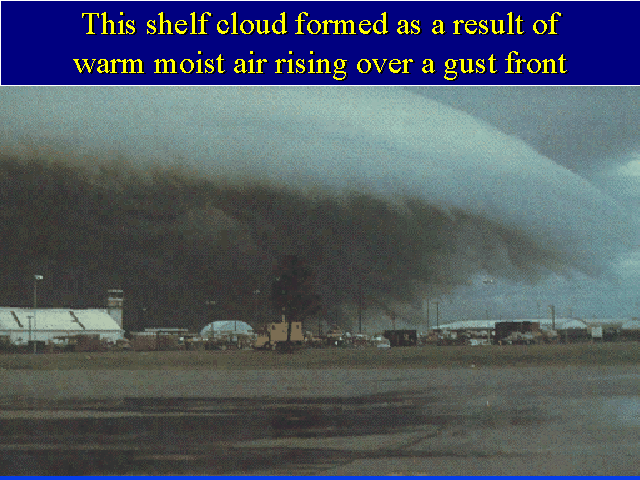 This shelf cloud formed as a result of
warm moist air rising over a gust front